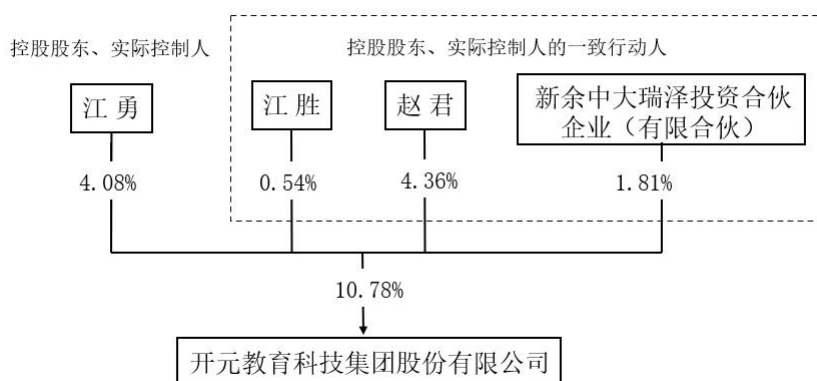 控股股东、实际控制人
控股股东、实际控制人的一致行动人
江勇
江胜
赵君
新余中大瑞泽投资合伙
企业（有限合伙）
4.08%
0.54%
4.36%
1.81%
10.78%
开元教育科技集团股份有限公司